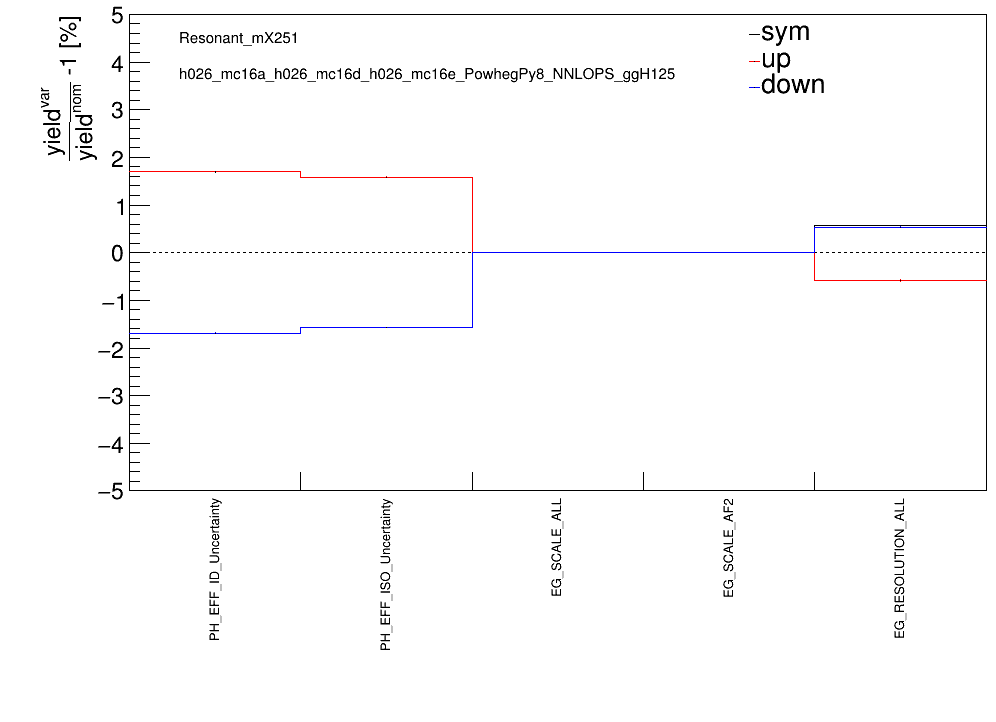 yield^var
yield^nom -1 [%]
5
4
3
2
1
0
−1
−2
−3
−4
−5
Resonant_mX251
h026_mc16a_h026_mc16d_h026_mc16e_PowhegPy8_NNLOPS_ggH125
sym
up
down
PH_EFF_ID_Uncertainty
PH_EFF_ISO_Uncertainty
EG_SCALE_ALL
EG_SCALE_AF2
EG_RESOLUTION_ALL